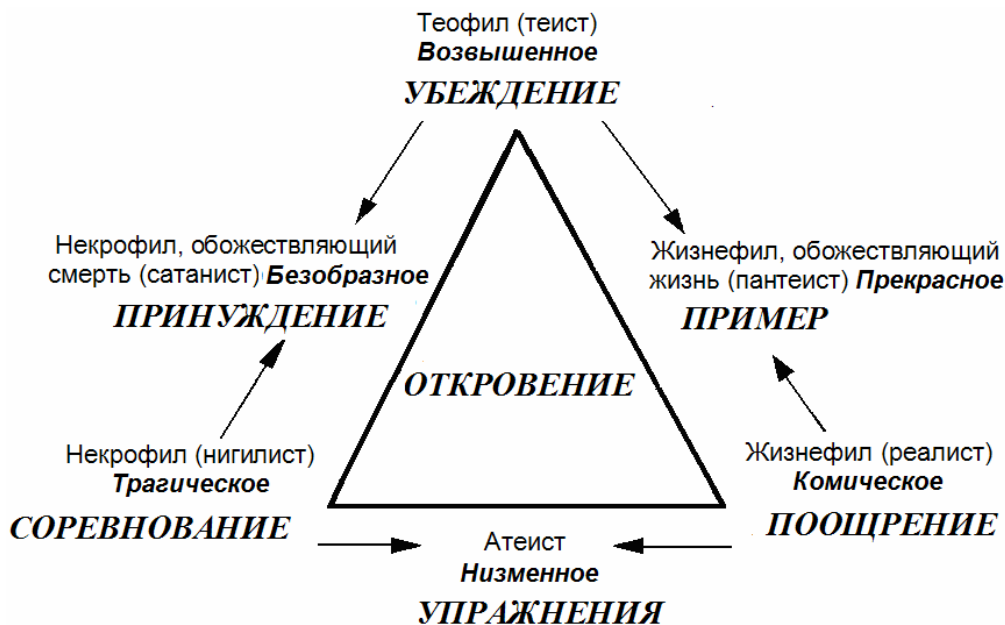 Теофил (теист)
Возвышенное
УБЕЖДЕНИЕ
Некрофил, обожествляющий
смерть (сатанист) Безобразное
ПРИНУЖДЕНИЕ
Жизнефил, обожествляющий
жизнь (пантеист) Прекрасное
ПРИМЕР
ОТКРОВЕНИЕ
Некрофил (нигилист)
Трагическое
СОРЕВНОВАНИЕ
Жизнефил (реалист)
Комическое
ПООЩРЕНИЕ
Атеист
Низменное
УПРАЖНЕНИЯ